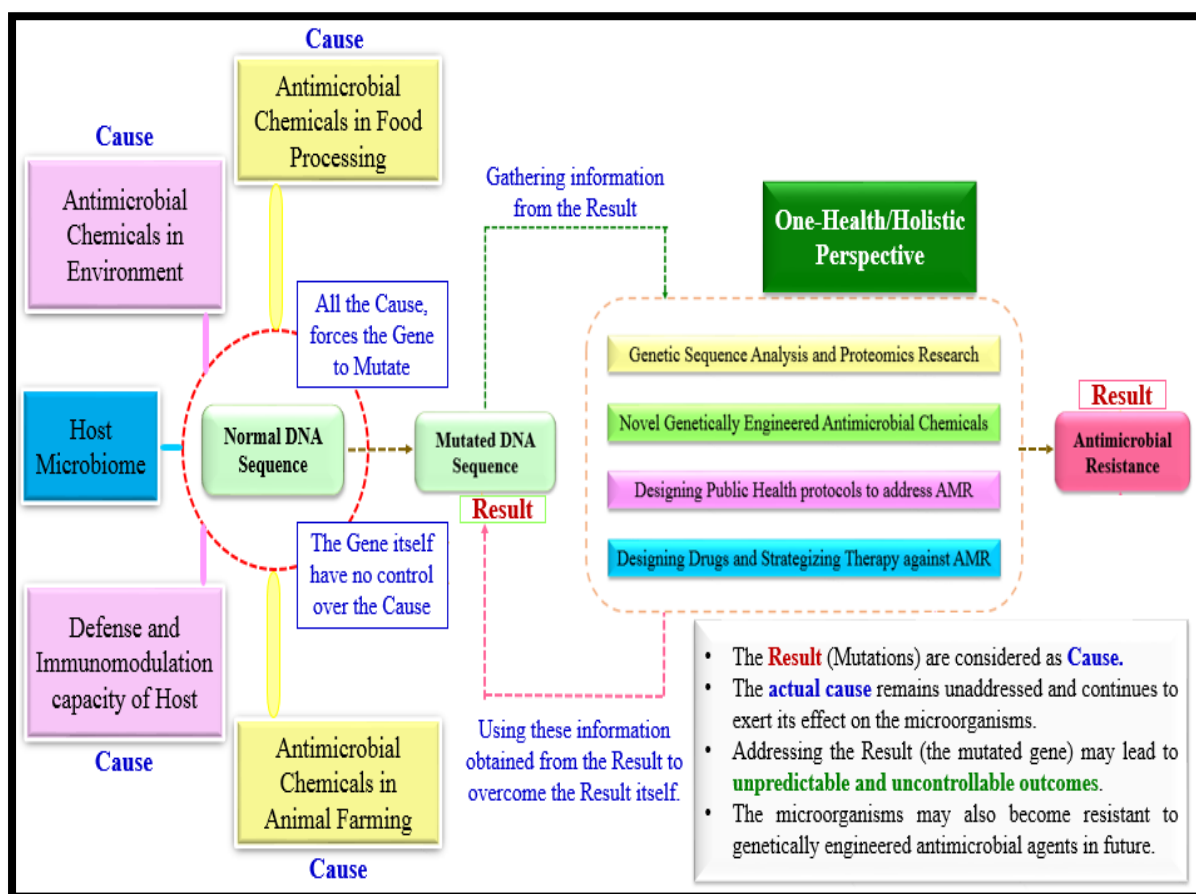 Cause
Antimicrobial
Chemicals in Food
Processing
Cause
Antimicrobial
Chemicals in
Environment
Host
Microbiome
Defense and
Immunomodulation
capacity of Host
Cause
Antimicrobial
Chemicals in
Animal Farming
Cause
All the Cause,
forces the Gene
to Mutate
Normal DNA
Sequence
The Gene itself
have no control
over the Cause
Mutated DNA
Sequence
Result
Gathering information
from the Result
Using these information
obtained from the Result to
overcome the Result itself.
One-Health/Holistic
Perspective
Genetic Sequence Analysis and Proteomics Research
Novel Genetically Engineered Antimicrobial Chemicals
Designing Public Health protocols to address AMR
Designing Drugs and Strategizing Therapy against AMR
Result
Antimicrobial
Resistance
• The Result (Mutations) are considered as Cause.
• The actual cause remains unaddressed and continues to
exert its effect on the microorganisms.
• Addressing the Result (the mutated gene) may lead to
unpredictable and uncontrollable outcomes.
• The microorganisms may also become resistant to
genetically engineered antimicrobial agents in future.